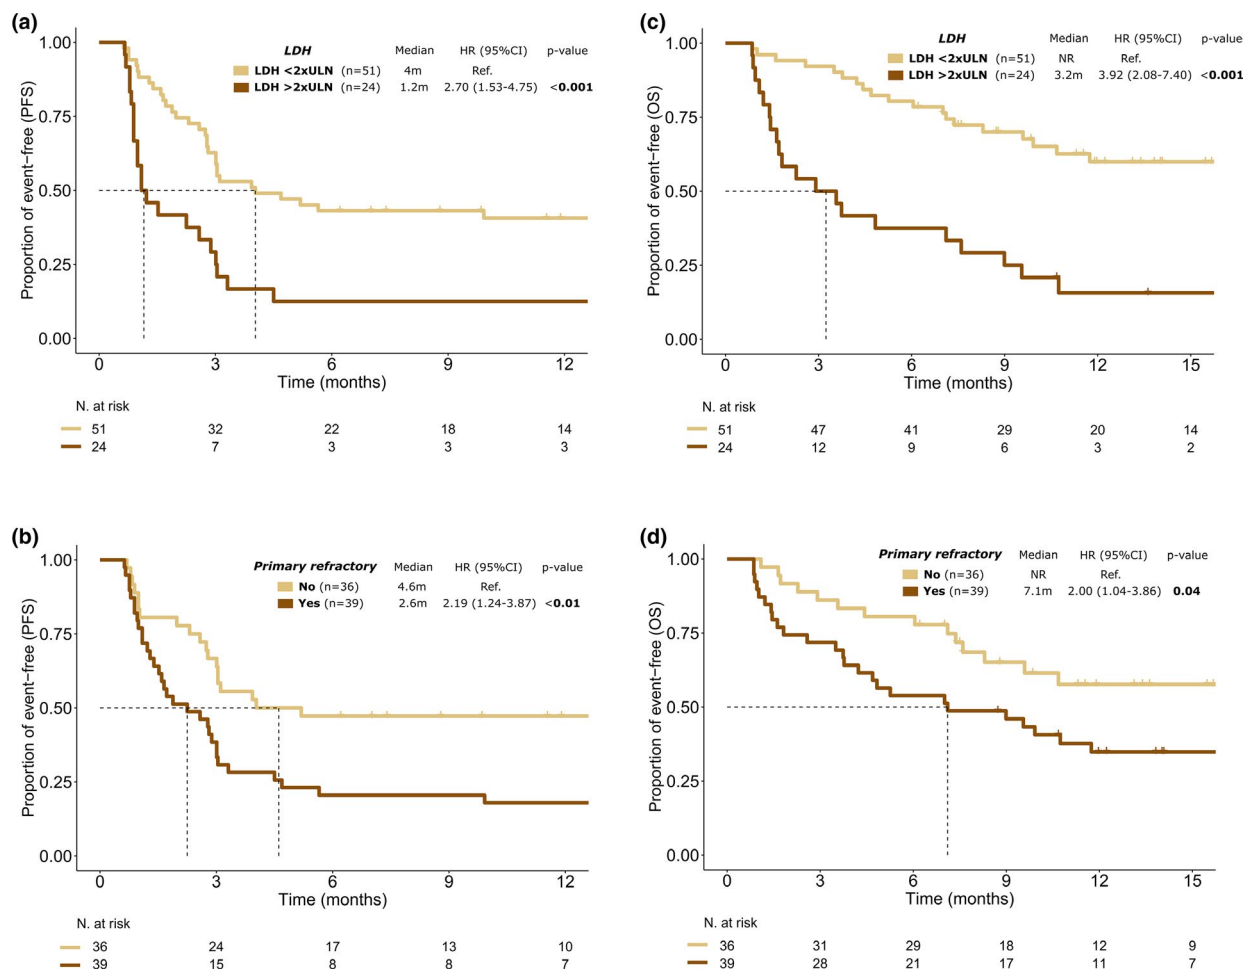 (a)
1.00
0.75
0.50
0.25
0.00
Proportion of event−free (PFS)
LDH Median HR (95%CI) p-value
LDH <2xULN (n=51) 4m Ref.
LDH >2xULN (n=24) 1.2m 2.70 (1.53-4.75) <0.001
0 3 6 9 12
Time (months)
N. at risk
51 32 22 18 14
24 7 3 3 3
(c)
1.00
0.75
0.50
0.25
0.00
Proportion of event−free (OS)
LDH Median HR (95%CI) p-value
LDH <2xULN (n=51) NR Ref.
LDH >2xULN (n=24) 3.2m 3.92 (2.08-7.40) <0.001
0 3 6 9 12 15
Time (months)
N. at risk
51 47 41 29 20 14
24 12 9 6 3 2
(b)
1.00
0.75
0.50
0.25
0.00
Proportion of event−free (PFS)
Primary refractory Median HR (95%CI) p-value
No (n=36) 4.6m Ref.
Yes (n=39) 2.6m 2.19 (1.24-3.87) <0.01
0 3 6 9 12
Time (months)
N. at risk
36 24 17 13 10
39 15 8 8 7
(d)
1.00
0.75
0.50
0.25
0.00
Proportion of event−free (OS)
Primary refractory Median HR (95%CI) p-value
No (n=36) NR Ref.
Yes (n=39) 7.1m 2.00 (1.04-3.86) 0.04
0 3 6 9 12 15
Time (months)
N. at risk
36 31 29 18 12 9
39 28 21 17 11 7